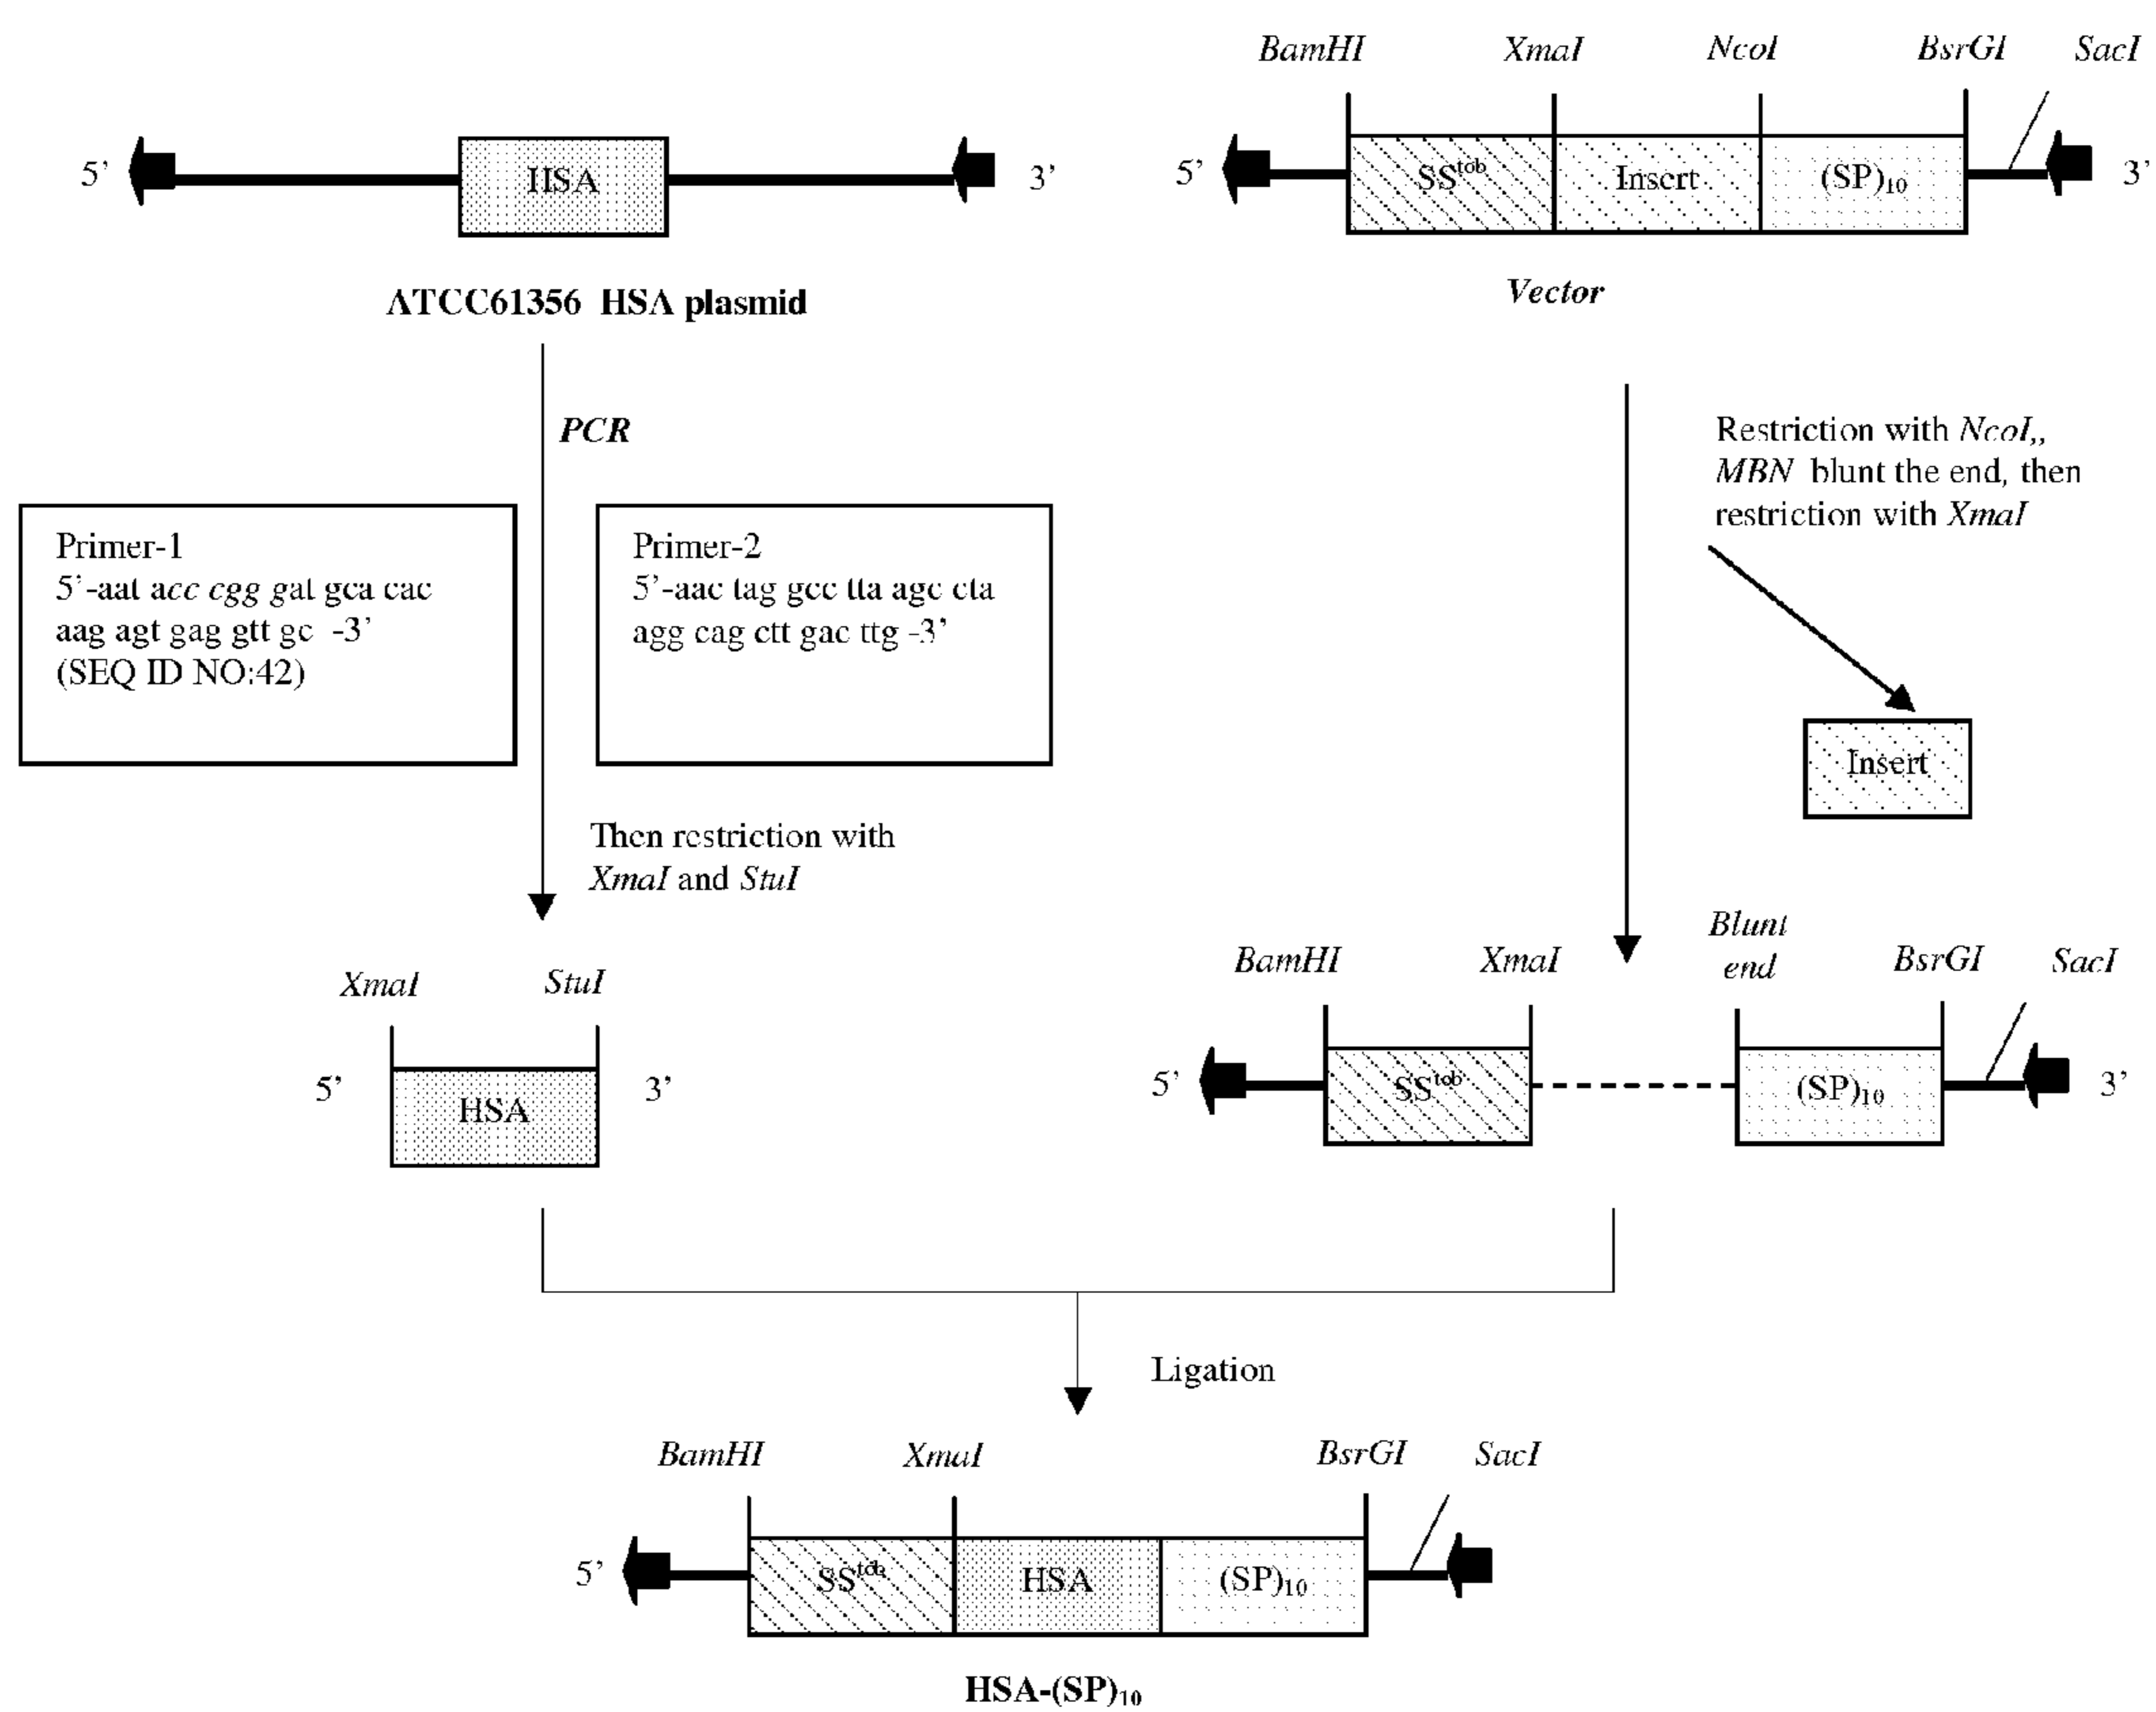 5’ HSA 3’
ATCC61356 HSA plasmid
BamHI XmaI NcoI BsrGI SacI
5’ SStob Insert (SP)10 3’
Vector
PCR
Primer-1
5’-aat acc cgg gat gca cac
aag agt gag gtt gc -3’
(SEQ ID NO:42)
Primer-2
5’-aac tag gcc tta agc cta
agg cag ctt gac ttg -3’
Then restriction with
XmaI and StuI
Restriction with NcoI,,
MBN blunt the end, then
restriction with XmaI
Insert
XmaI StuI
5’ HSA 3’
BamHI XmaI Blunt
end BsrGI SacI
5’ SStob (SP)10 3’
Ligation
BamHI XmaI BsrGI SacI
5’ SStob HSA (SP)10
HSA-(SP)10